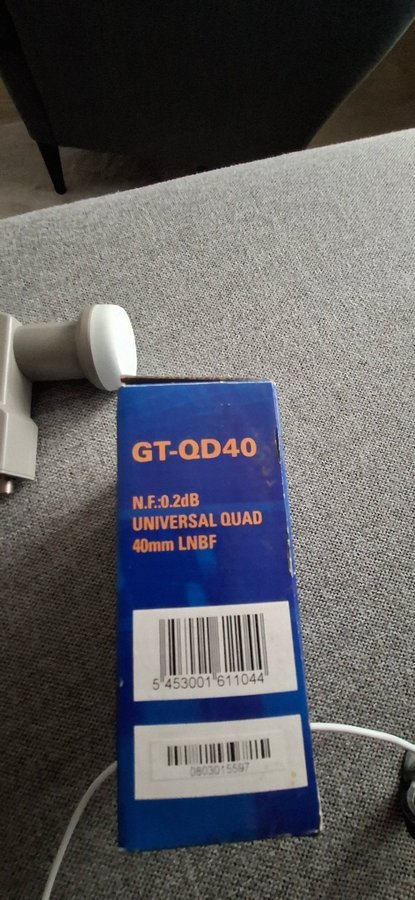 GT-QD40
N.F.:0.2dB
UNIVERSAL QUAD
40mm LNBF
5 453001 611044
0803015597